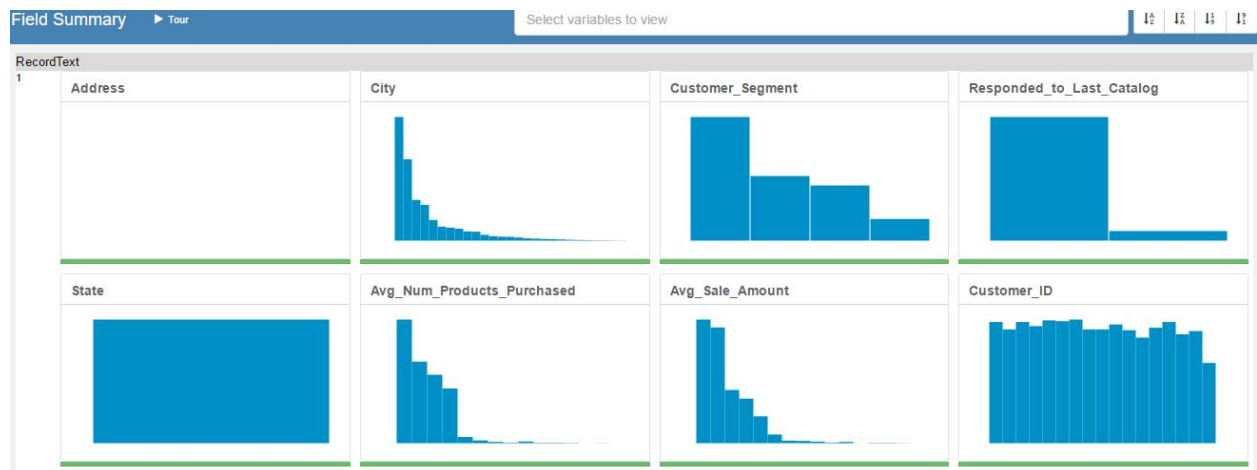 Field Summary
Tour
Select variables to view
RecordText
1
Address
City
Customer_Segment
Responded_to_Last_Catalog
State
Avg_Num_Products_Purchased
Avg_Sale_Amount
Customer_ID